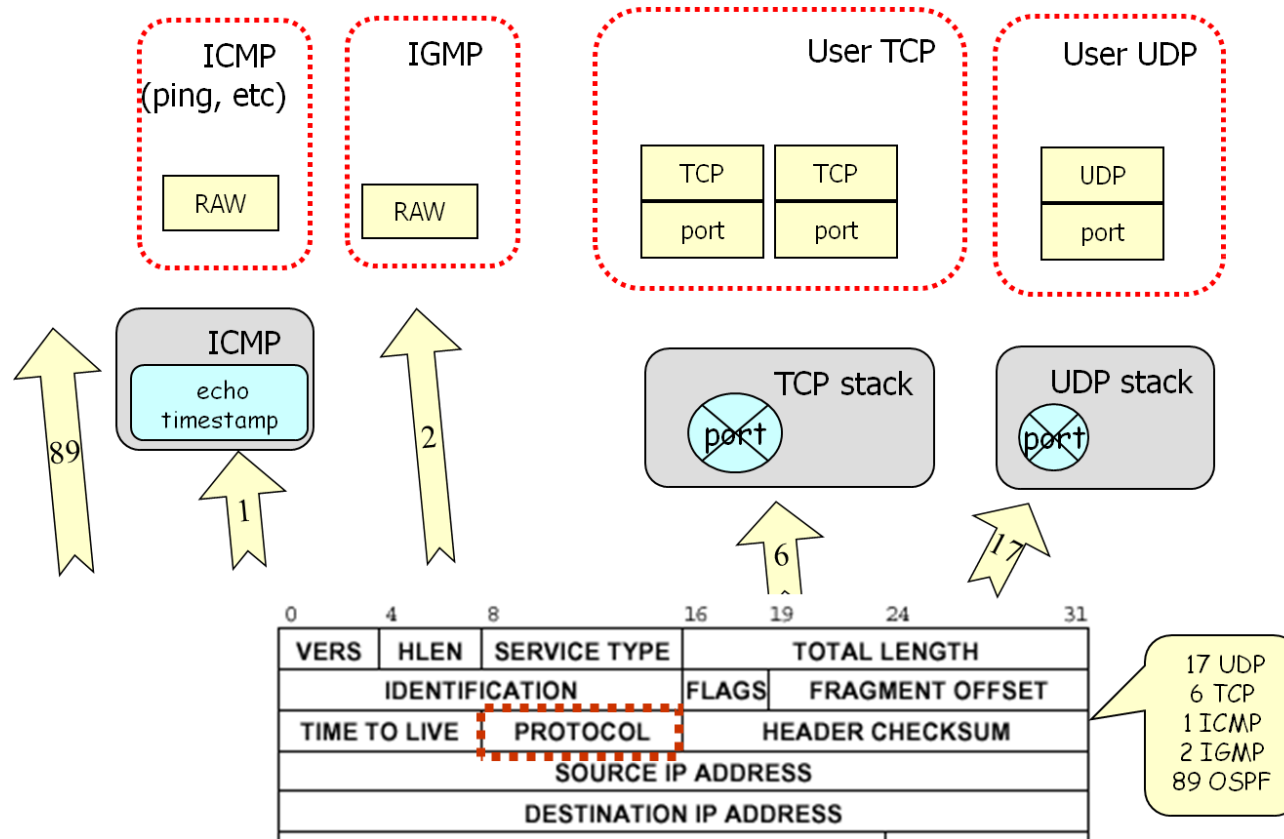 ICMP
(ping, etc)
IGMP
User TCP
User UDP
RAW
RAW
TCP
TCP
UDP
port
port
port
ICMP
echo
timestamp
TCP stack
port
UDP stack
port
89
1
2
6
17
0 4 8 16 19 24 31
VERS HLEN SERVICE TYPE TOTAL LENGTH
IDENTIFICATION FLAGS FRAGMENT OFFSET
TIME TO LIVE PROTOCOL HEADER CHECKSUM
SOURCE IP ADDRESS
DESTINATION IP ADDRESS
17 UDP
6 TCP
1 ICMP
2 IGMP
89 OSPF